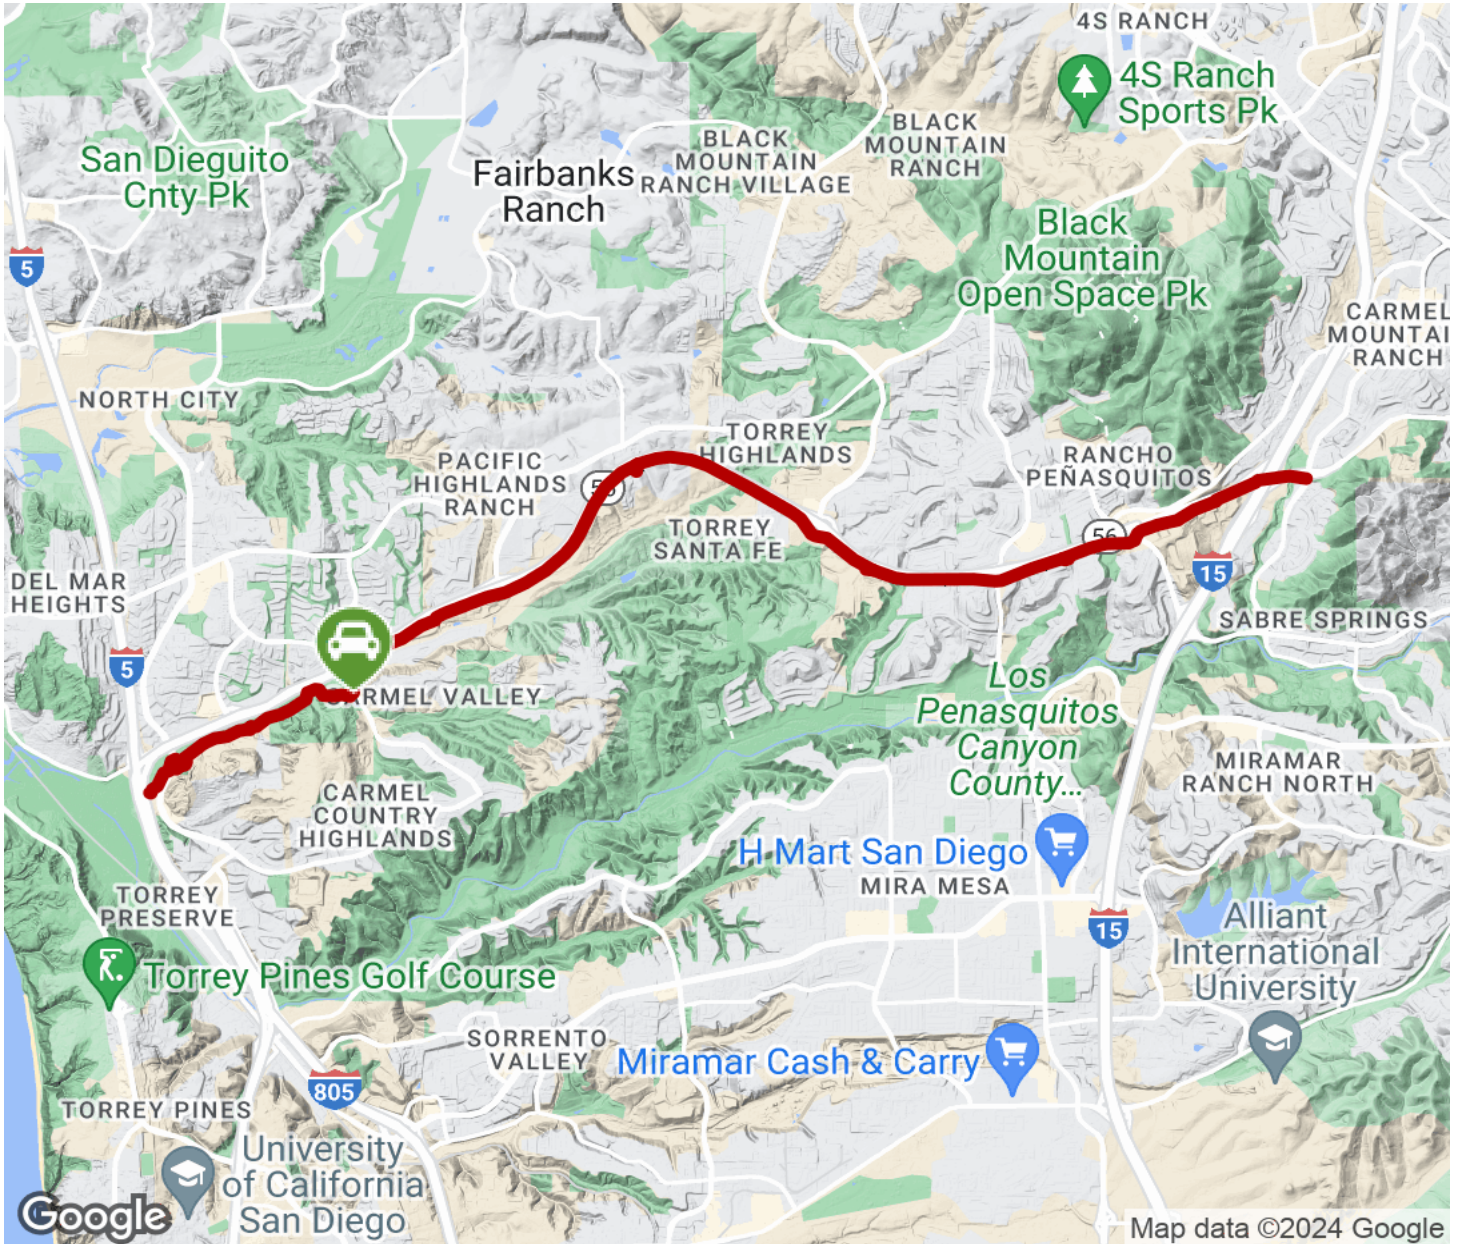 4S RANCH
4S Ranch
Sports Pk
BLACK
MOUNTAIN
RANCH
BLACK
MOUNTAIN
RANCH VILLAGE
San Dieguito
Cnty Pk
Fairbanks
Ranch
Black
Mountain
Open Space Pk
5
CARMEL
MOUNTAI
RANCH
NORTH CITY
TORREY
HIGHLANDS
PACIFIC
HIGHLANDS
RANCH
RANCHO
PEÑASQUITOS
56
TORREY
SANTA FE
56
15
DEL MAR
HEIGHTS
SABRE SPRINGS
5
CARMEL VALLEY
Los
Penasquitos
Canyon
County...
MIRAMAR
RANCH NORTH
CARMEL
COUNTRY
HIGHLANDS
H Mart San Diego
MIRA MESA
TORREY
PRESERVE
15
Alliant
International
University
Torrey Pines Golf Course
SORRENTO
VALLEY
Miramar Cash & Carry
805
TORREY PINES
University
of California
San Diego
Google
Map data ©2024 Google